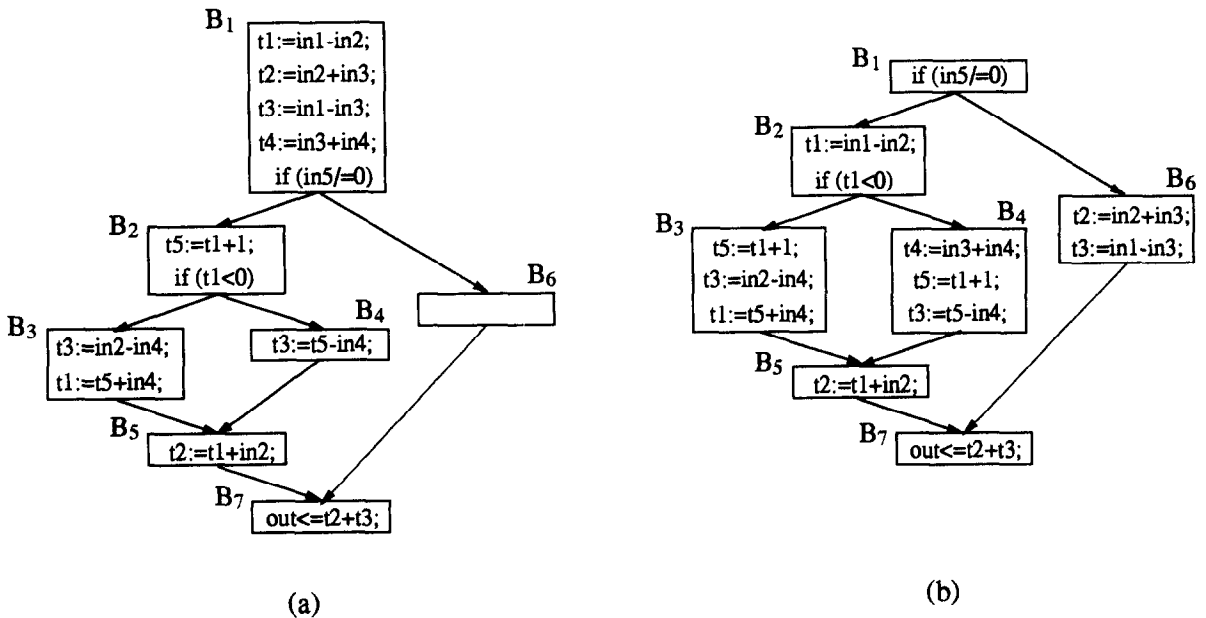 B1
t1:=in1-in2;
t2:=in2+in3;
t3:=in1-in3;
t4:=in3+in4;
if (in5/=0)
B2
t5:=t1+1;
if (t1<0)
B6
B3
t3:=in2-in4;
t1:=t5+in4;
B4
t3:=t5-in4;
B5
t2:=t1+in2;
B7
out<=t2+t3;
(a)
B1
if (in5/=0)
B2
t1:=in1-in2;
if (t1<0)
B6
t2:=in2+in3;
t3:=in1-in3;
B3
t5:=t1+1;
t3:=in2-in4;
t1:=t5+in4;
B4
t4:=in3+in4;
t5:=t1+1;
t3:=t5-in4;
B5
t2:=t1+in2;
B7
out<=t2+t3;
(b)